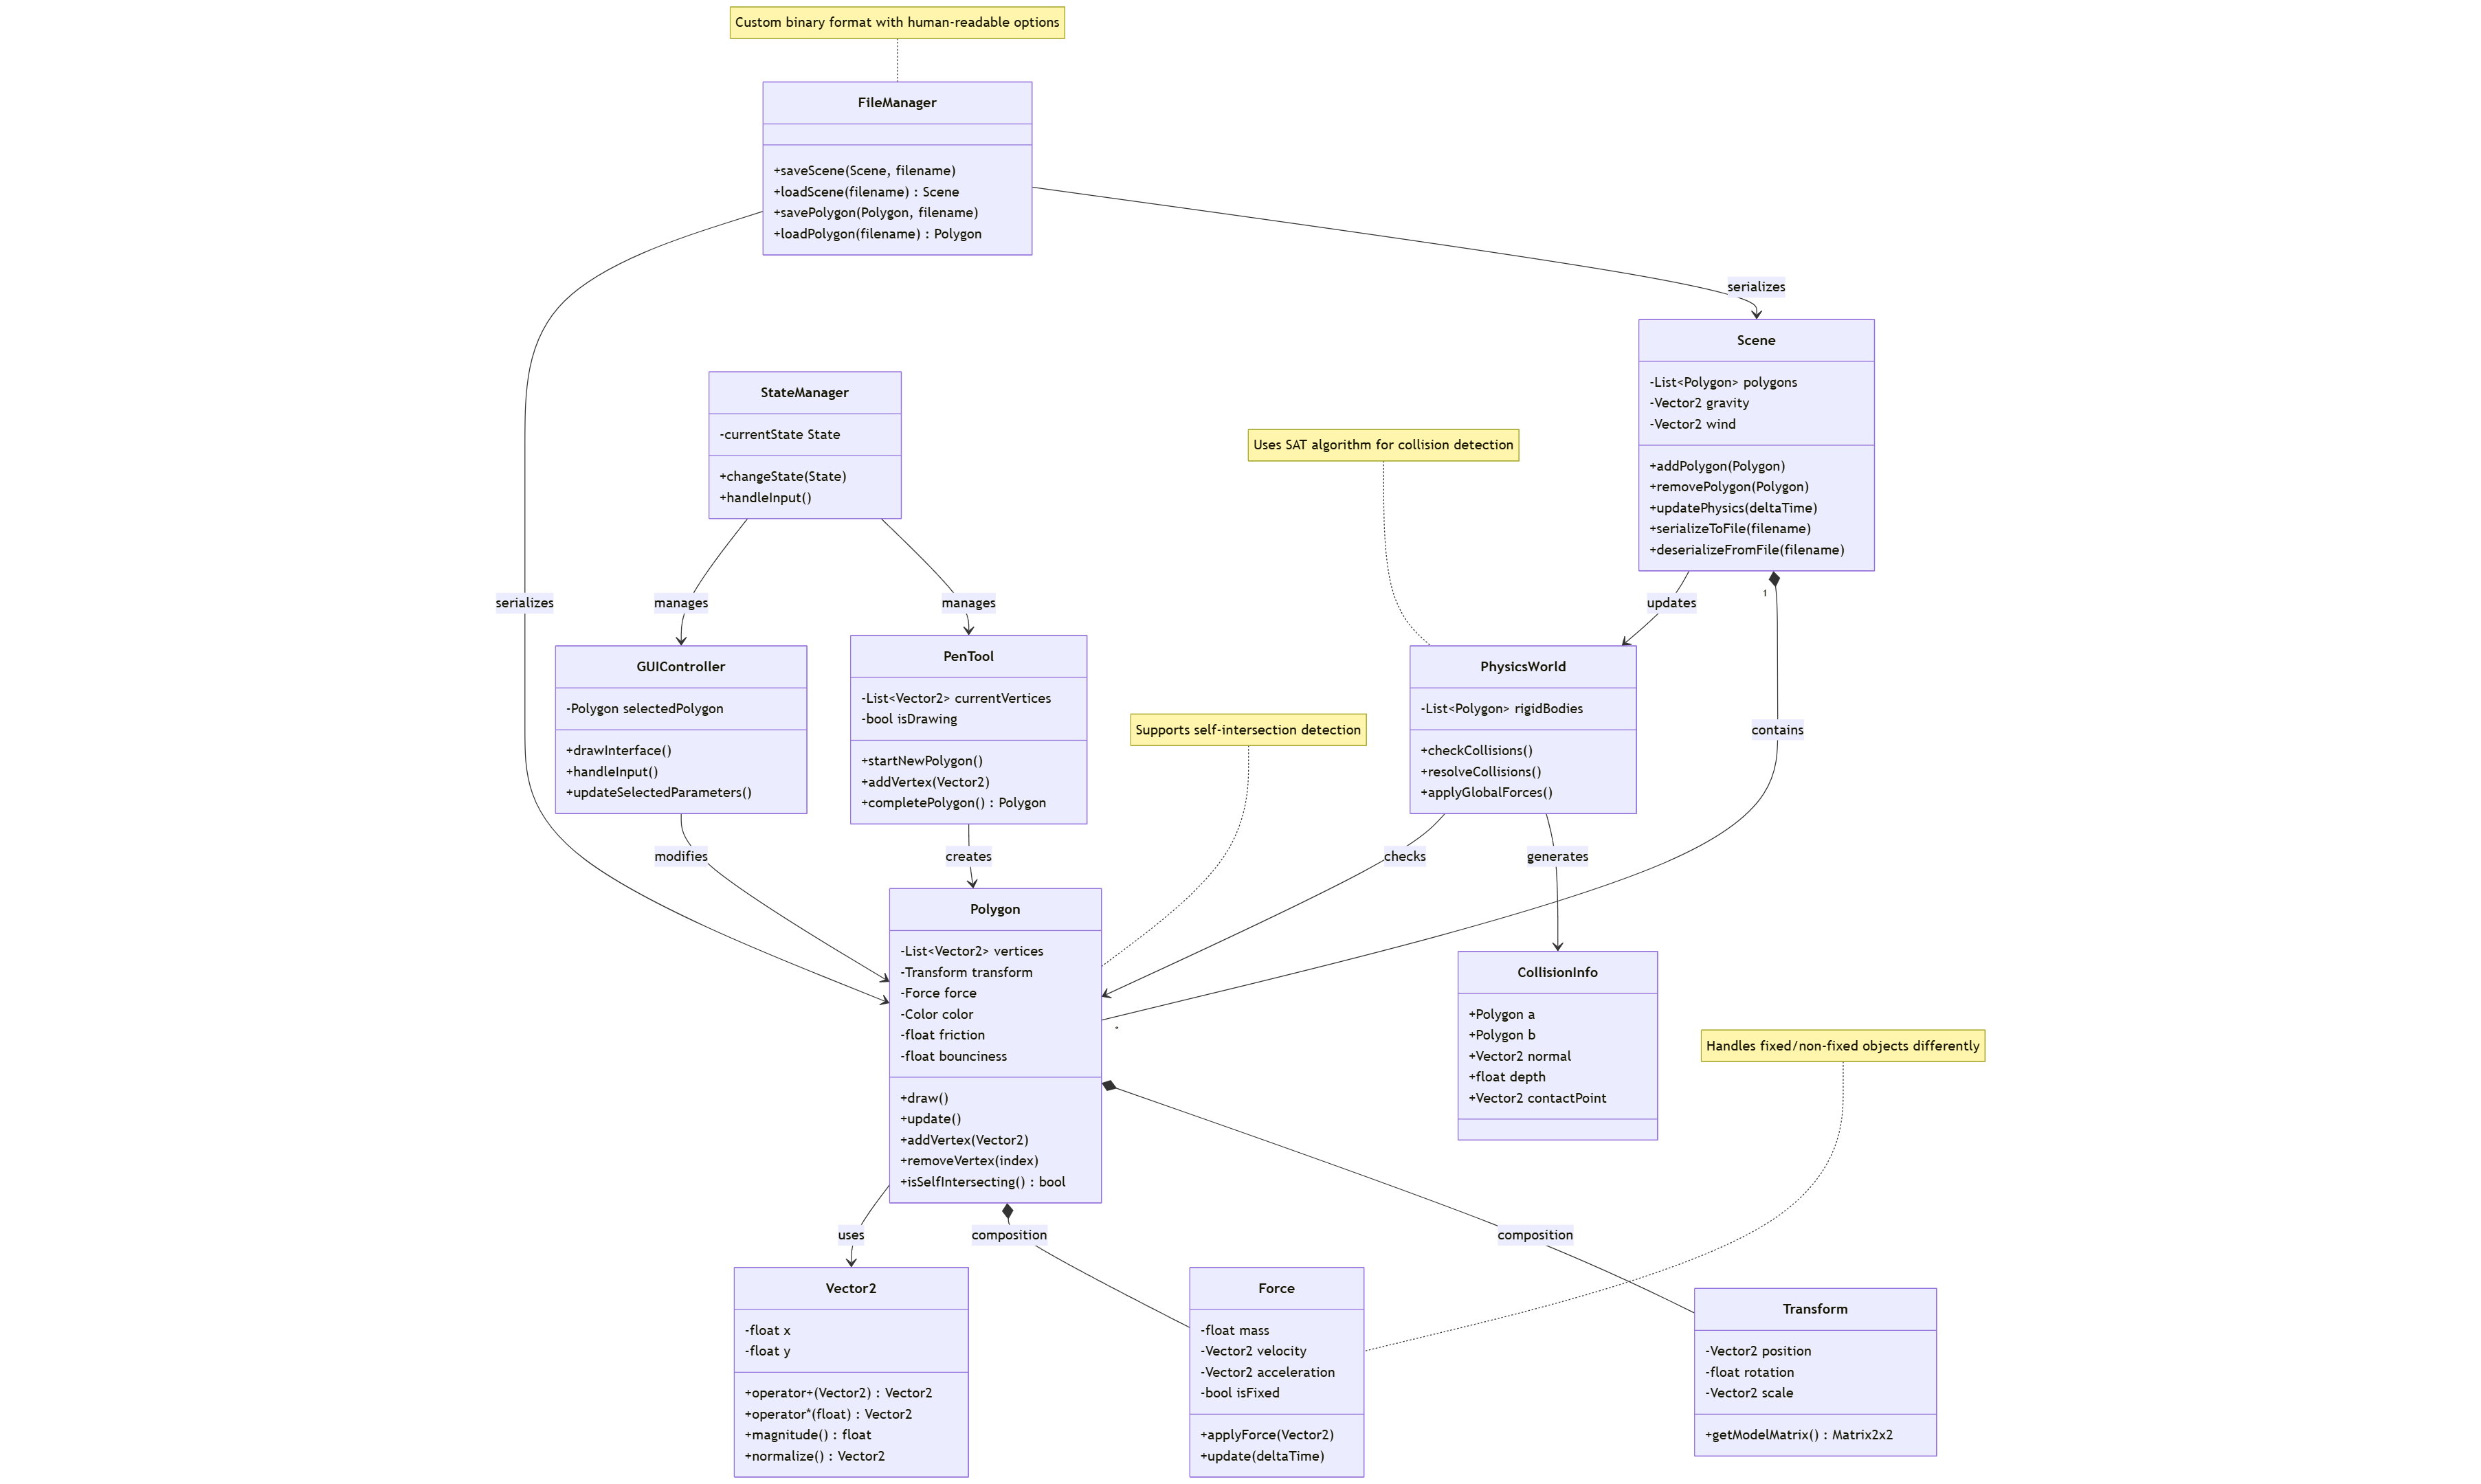 Custom binary format with human-readable options
FileManager
+saveScene(Scene, filename)
+loadScene(filename) : Scene
+savePolygon(Polygon, filename)
+loadPolygon(filename) : Polygon
serializes
serializes
Scene
-List<Polygon> polygons
-Vector2 gravity
-Vector2 wind
+addPolygon(Polygon)
+removePolygon(Polygon)
+updatePhysics(deltaTime)
+serializeToFile(filename)
+deserializeFromFile(filename)
StateManager
-currentState State
+changeState(State)
+handleInput()
Uses SAT algorithm for collision detection
manages
manages
updates
1
contains
GUIController
-Polygon selectedPolygon
+drawInterface()
+handleInput()
+updateSelectedParameters()
PenTool
-List<Vector2> currentVertices
-bool isDrawing
+startNewPolygon()
+addVertex(Vector2)
+completePolygon() : Polygon
Supports self-intersection detection
PhysicsWorld
-List<Polygon> rigidBodies
+checkCollisions()
+resolveCollisions()
+applyGlobalForces()
modifies
creates
checks
generates
Polygon
-List<Vector2> vertices
-Transform transform
-Force force
-Color color
-float friction
-float bounciness
+draw()
+update()
+addVertex(Vector2)
+removeVertex(index)
+isSelfIntersecting() : bool
*
CollisionInfo
+Polygon a
+Polygon b
+Vector2 normal
+float depth
+Vector2 contactPoint
Handles fixed/non-fixed objects differently
uses
composition
composition
Vector2
-float x
-float y
+operator+(Vector2) : Vector2
+operator*(float) : Vector2
+magnitude() : float
+normalize() : Vector2
Force
-float mass
-Vector2 velocity
-Vector2 acceleration
-bool isFixed
+applyForce(Vector2)
+update(deltaTime)
Transform
-Vector2 position
-float rotation
-Vector2 scale
+getModelMatrix() : Matrix2x2